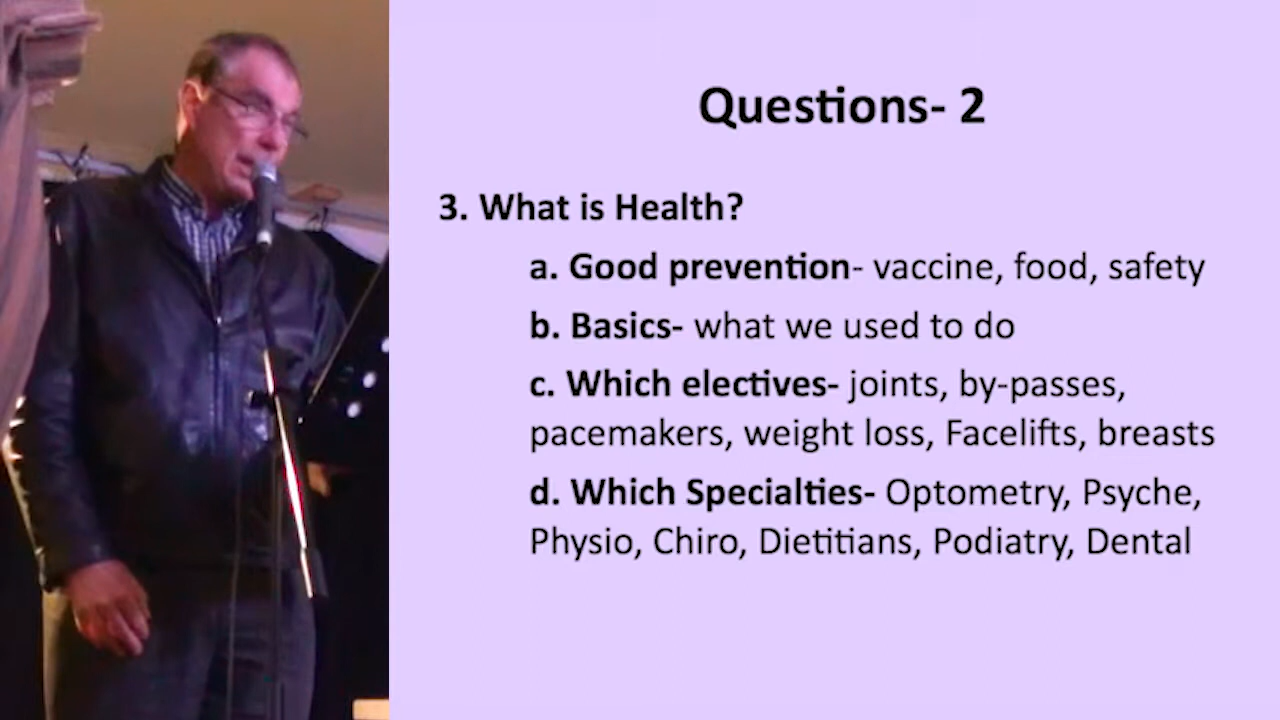 Questions- 2
3. What is Health?
a. Good prevention- vaccine, food, safety
b. Basics- what we used to do
c. Which electives- joints, by-passes,
pacemakers, weight loss, Facelifts, breasts
d. Which Specialties- Optometry, Psyche,
Physio, Chiro, Dietitians, Podiatry, Dental